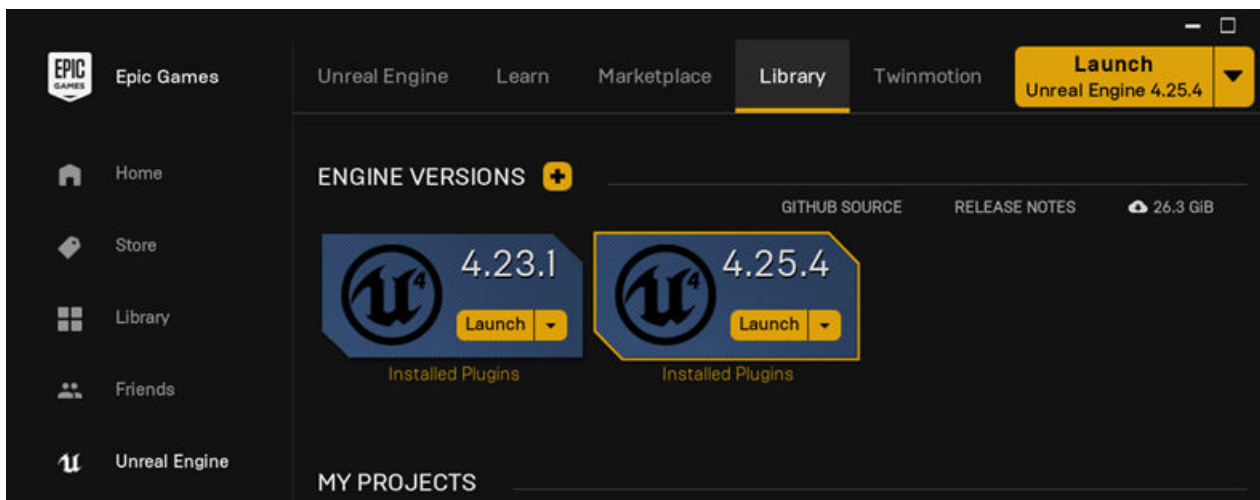 EPIC
GAMES
Epic Games
Unreal Engine
Learn
Marketplace
Library
Twinmotion
Launch
Unreal Engine 4.25.4
Home
Store
Library
Friends
Unreal Engine
ENGINE VERSIONS
GITHUB SOURCE
RELEASE NOTES
26.3 GiB
4.23.1
Launch
Installed Plugins
4.25.4
Launch
Installed Plugins
MY PROJECTS